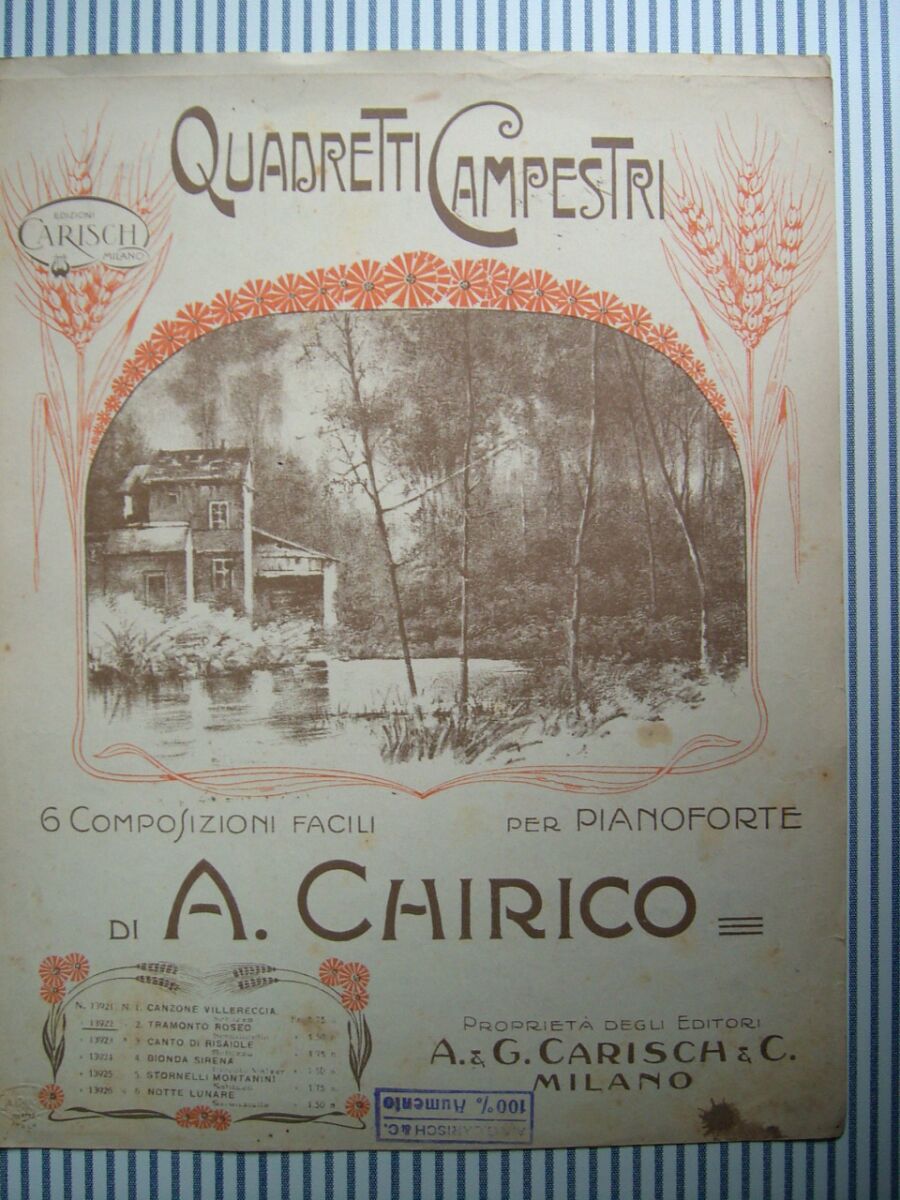 QUADRETTI CAMPESTRI
EDIZIONI
CARISCH
MILANO
6 COMPOSIZIONI FACILI PER PIANOFORTE
DI A. CHIRICO
N. 13921 N. 1. CANZONE VILLERECCIA
" 13922 " 2. TRAMONTO ROSEO
" 13923 " 3. CANTO DI RISAIOLE
" 13924 " 4. BIONDA SIRENA
" 13925 " 5. STORNELLI MONTANINI
" 13926 " 6. NOTTE LUNARE
PROPRIETÀ DEGLI EDITORI
A. & G. CARISCH & C.
MILANO
A. & G. CARISCH & C.
100% Aumento